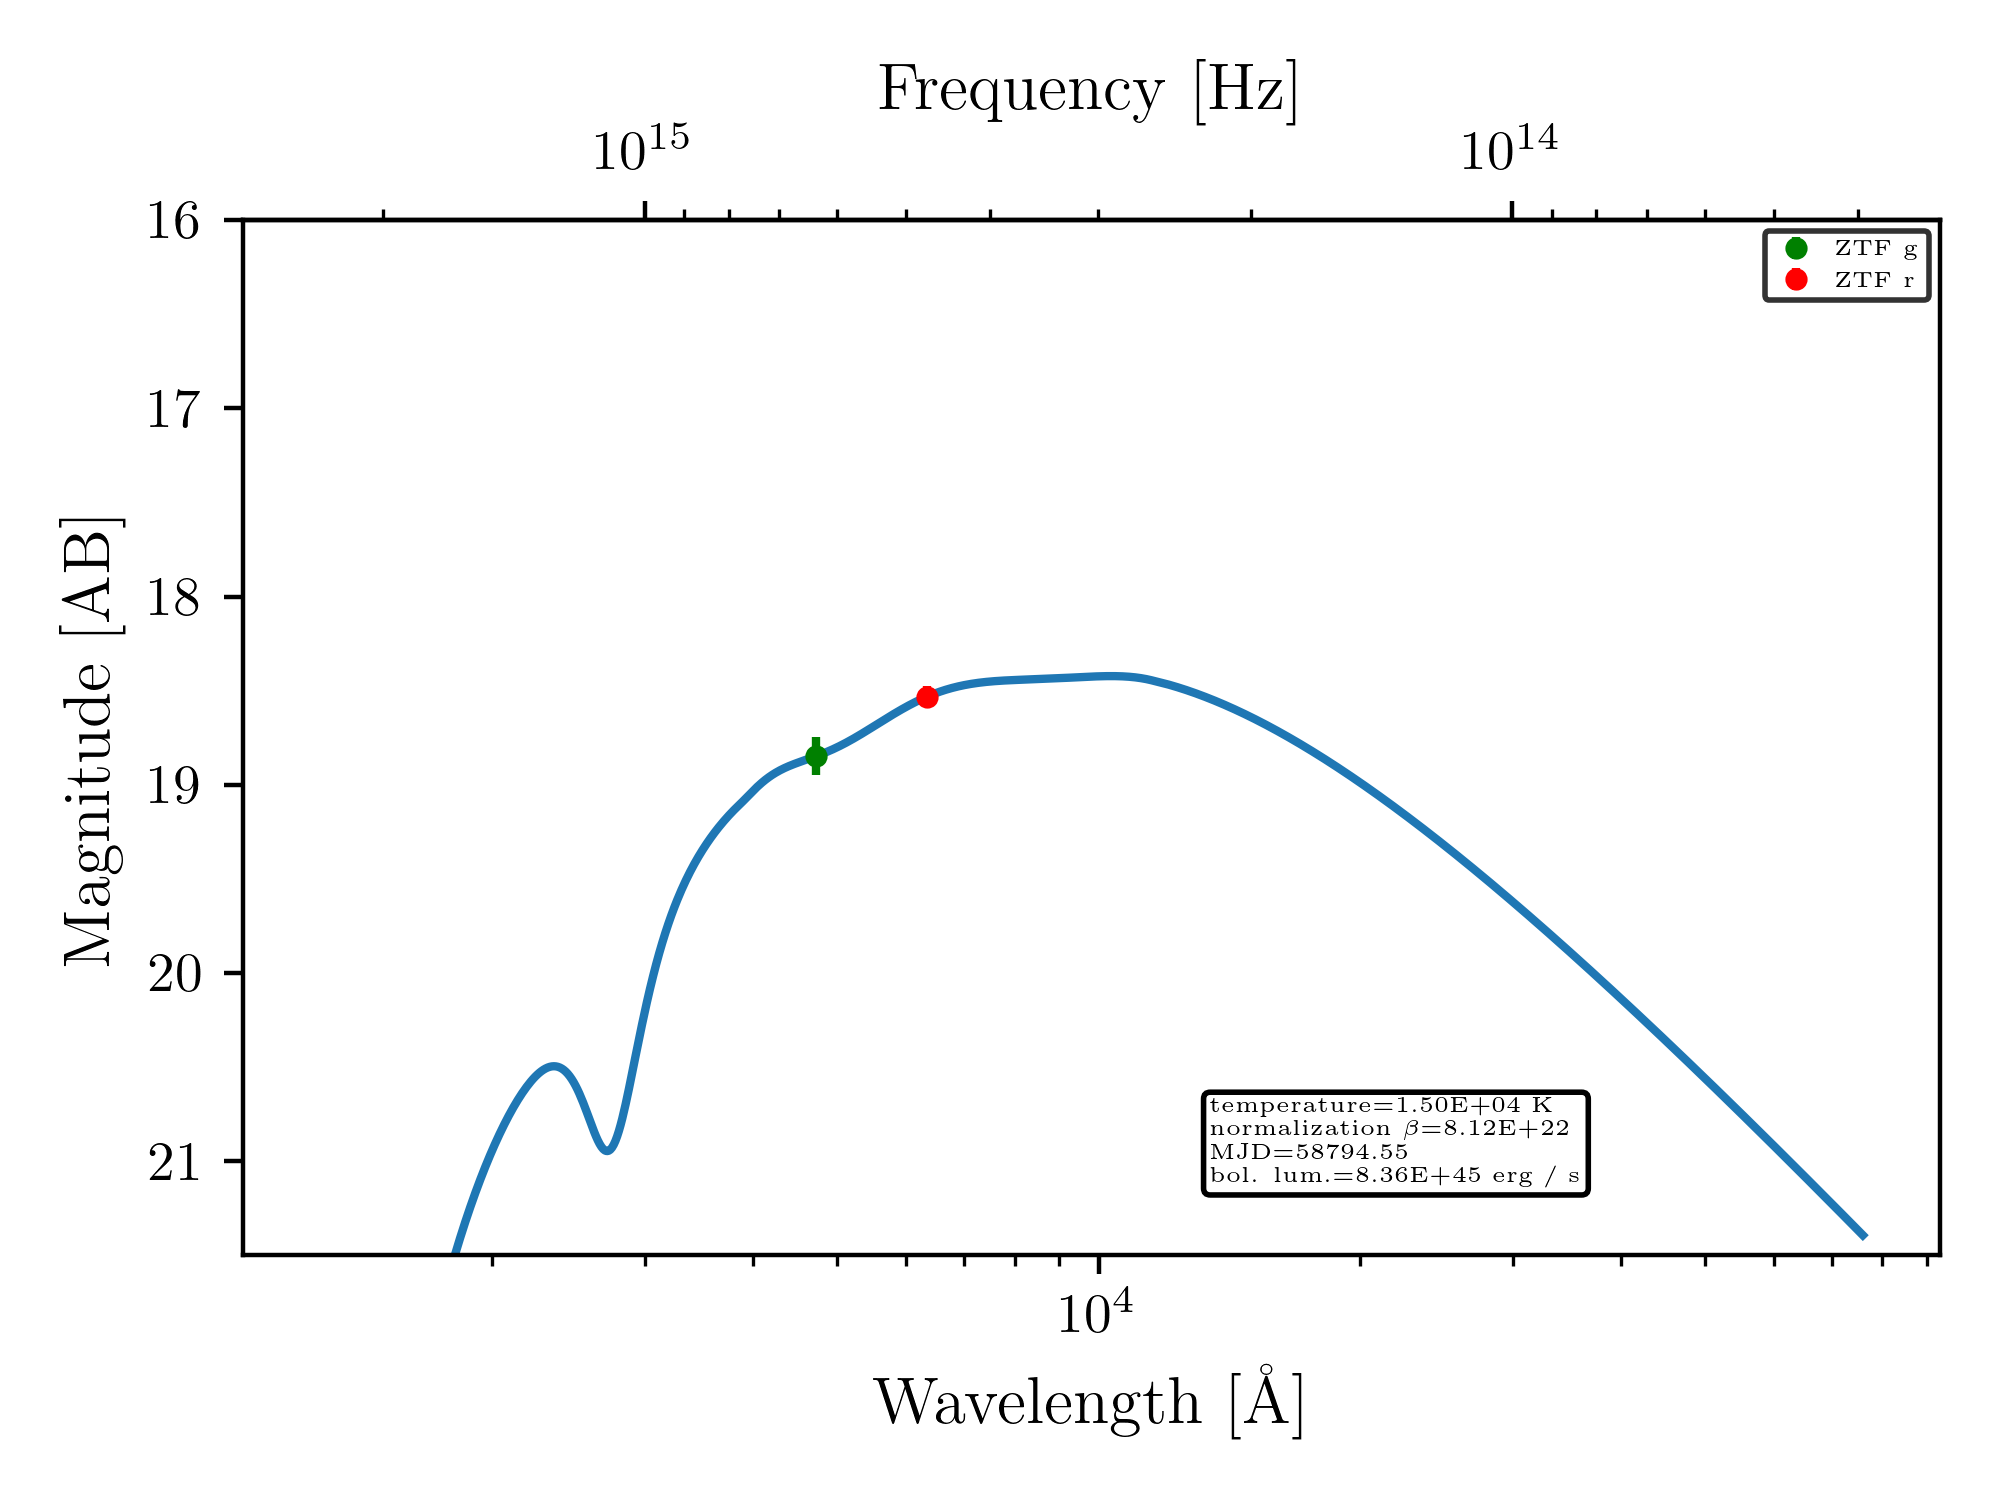 Frequency [Hz]
10^15 10^14
16
17
18
19
20
21
Magnitude [AB]
ZTF g
ZTF r
temperature=1.50E+04 K
normalization β=8.12E+22
MJD=58794.55
bol. lum.=8.36E+45 erg / s
10^4
Wavelength [Å]